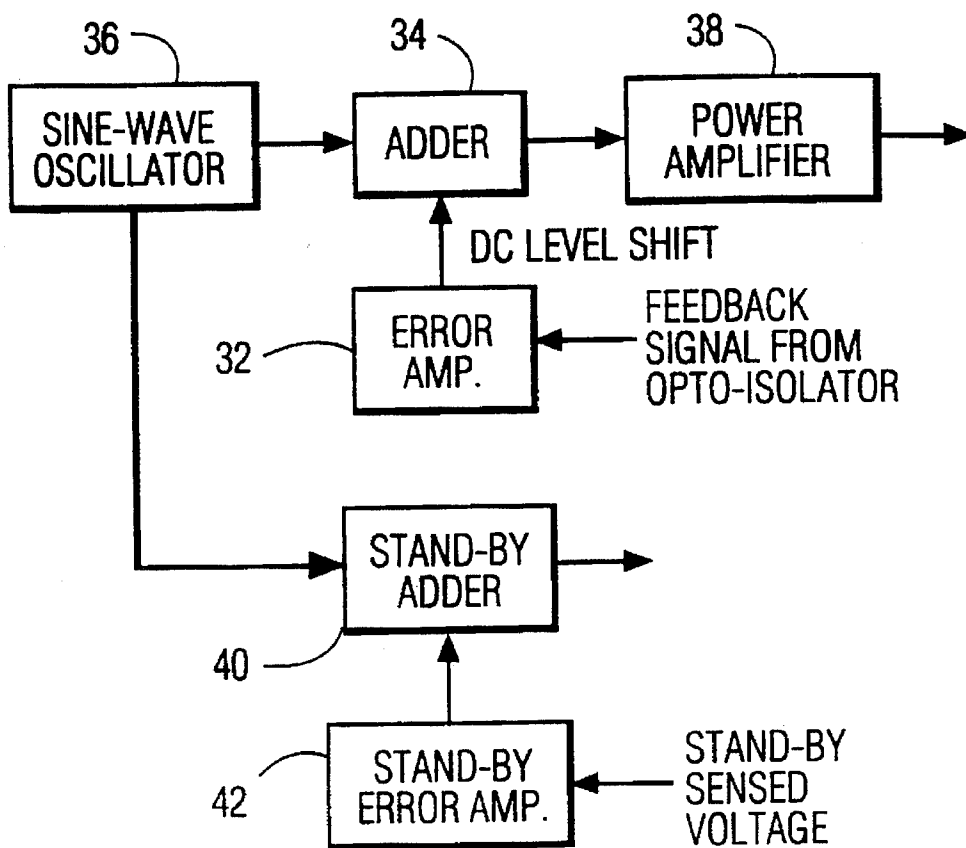 36
34
38
SINE-WAVE
OSCILLATOR
ADDER
POWER
AMPLIFIER
DC LEVEL SHIFT
32
ERROR
AMP.
FEEDBACK
SIGNAL FROM
OPTO-ISOLATOR
STAND-BY
ADDER
40
42
STAND-BY
ERROR AMP.
STAND-BY
SENSED
VOLTAGE